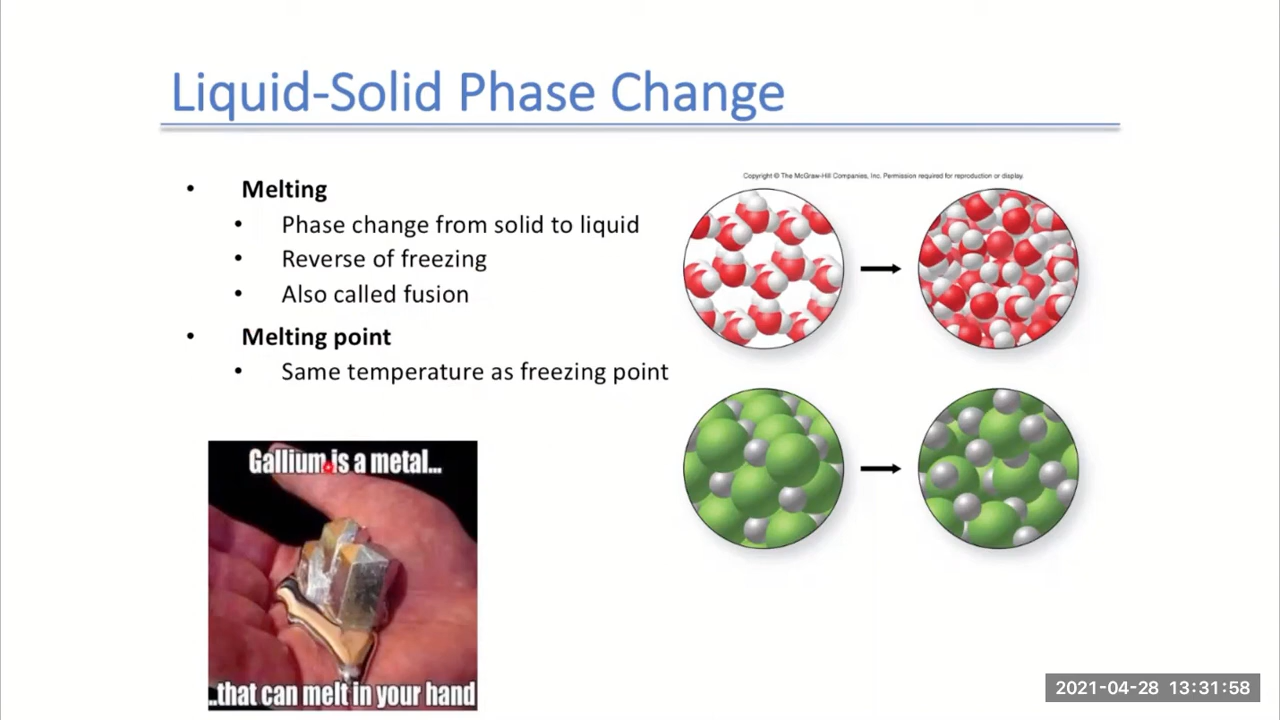 Liquid-Solid Phase Change
• Melting
• Phase change from solid to liquid
• Reverse of freezing
• Also called fusion
• Melting point
• Same temperature as freezing point
Copyright © The McGraw-Hill Companies, Inc. Permission required for reproduction or display.
Gallium is a metal...
..that can melt in your hand
2021-04-28 13:31:58